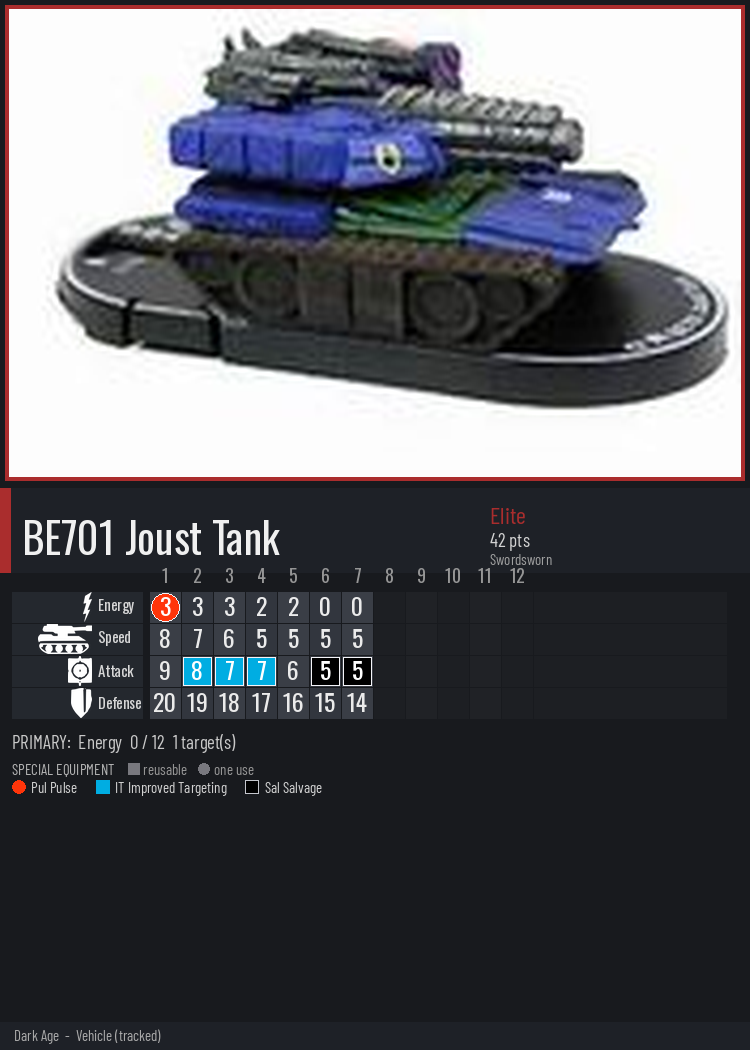 BE701 Joust Tank
Elite
42 pts
Swordsworn
1 2 3 4 5 6 7 8 9 10 11 12
Energy 3 3 3 2 2 0 0
Speed 8 7 6 5 5 5 5
Attack 9 8 7 7 6 5 5
Defense 20 19 18 17 16 15 14
PRIMARY: Energy 0 / 12 1 target(s)
SPECIAL EQUIPMENT reusable one use
Pul Pulse IT Improved Targeting Sal Salvage
Dark Age - Vehicle (tracked)